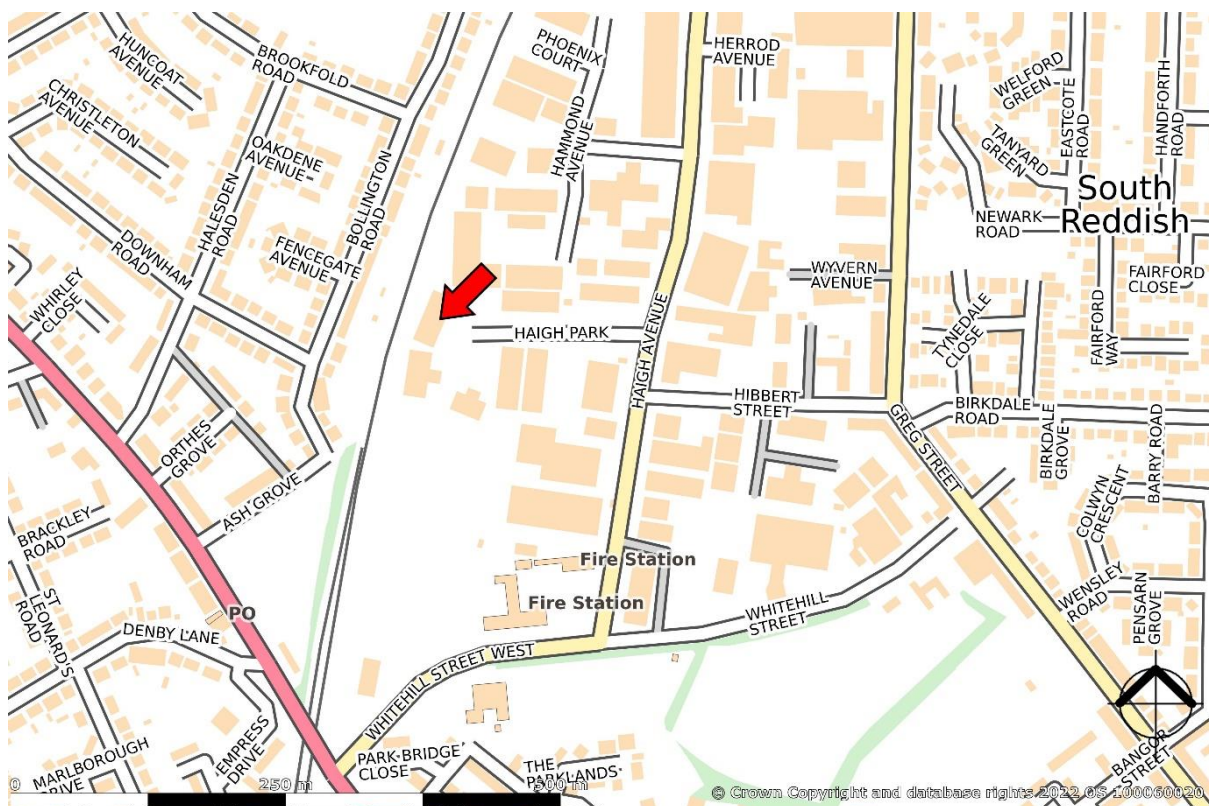 HUNCOAT
AVENUE
BROOKFOLD
ROAD
PHOENIX
COURT
HERROD
AVENUE
WELFORD
GREEN
EASTCOTE
ROAD
HANDFORTH
ROAD
CHRISTLETON
AVENUE
OAKDENE
AVENUE
HAMMOND
AVENUE
TANYARD
GREEN
South
Reddish
HALESDEN
ROAD
BOLLINGTON
ROAD
NEWARK
ROAD
DOWNHAM
ROAD
FENCEGATE
AVENUE
WYVERN
AVENUE
FAIRFORD
CLOSE
WHIRLEY
CLOSE
HAIGH PARK
HAIGH AVENUE
TYNEDALE
CLOSE
FAIRFORD
WAY
HIBBERT
STREET
BIRKDALE
ROAD
GREG STREET
BIRKDALE
GROVE
BARRY ROAD
ORTHES
GROVE
ASH GROVE
COLWYN
CRESCENT
BRACKLEY
ROAD
Fire Station
Fire Station
WENSLEY
ROAD
PENSARN
GROVE
ST
LEONARD'S
ROAD
PO
DENBY LANE
WHITEHILL
STREET
WHITEHILL STREET WEST
EMPRESS
DRIVE
MARLBOROUGH
DRIVE
PARK BRIDGE
CLOSE
THE
PARKLANDS
BANGOR
STREET
0
250 m
500 m
© Crown Copyright and database rights 2022 OS 100060020